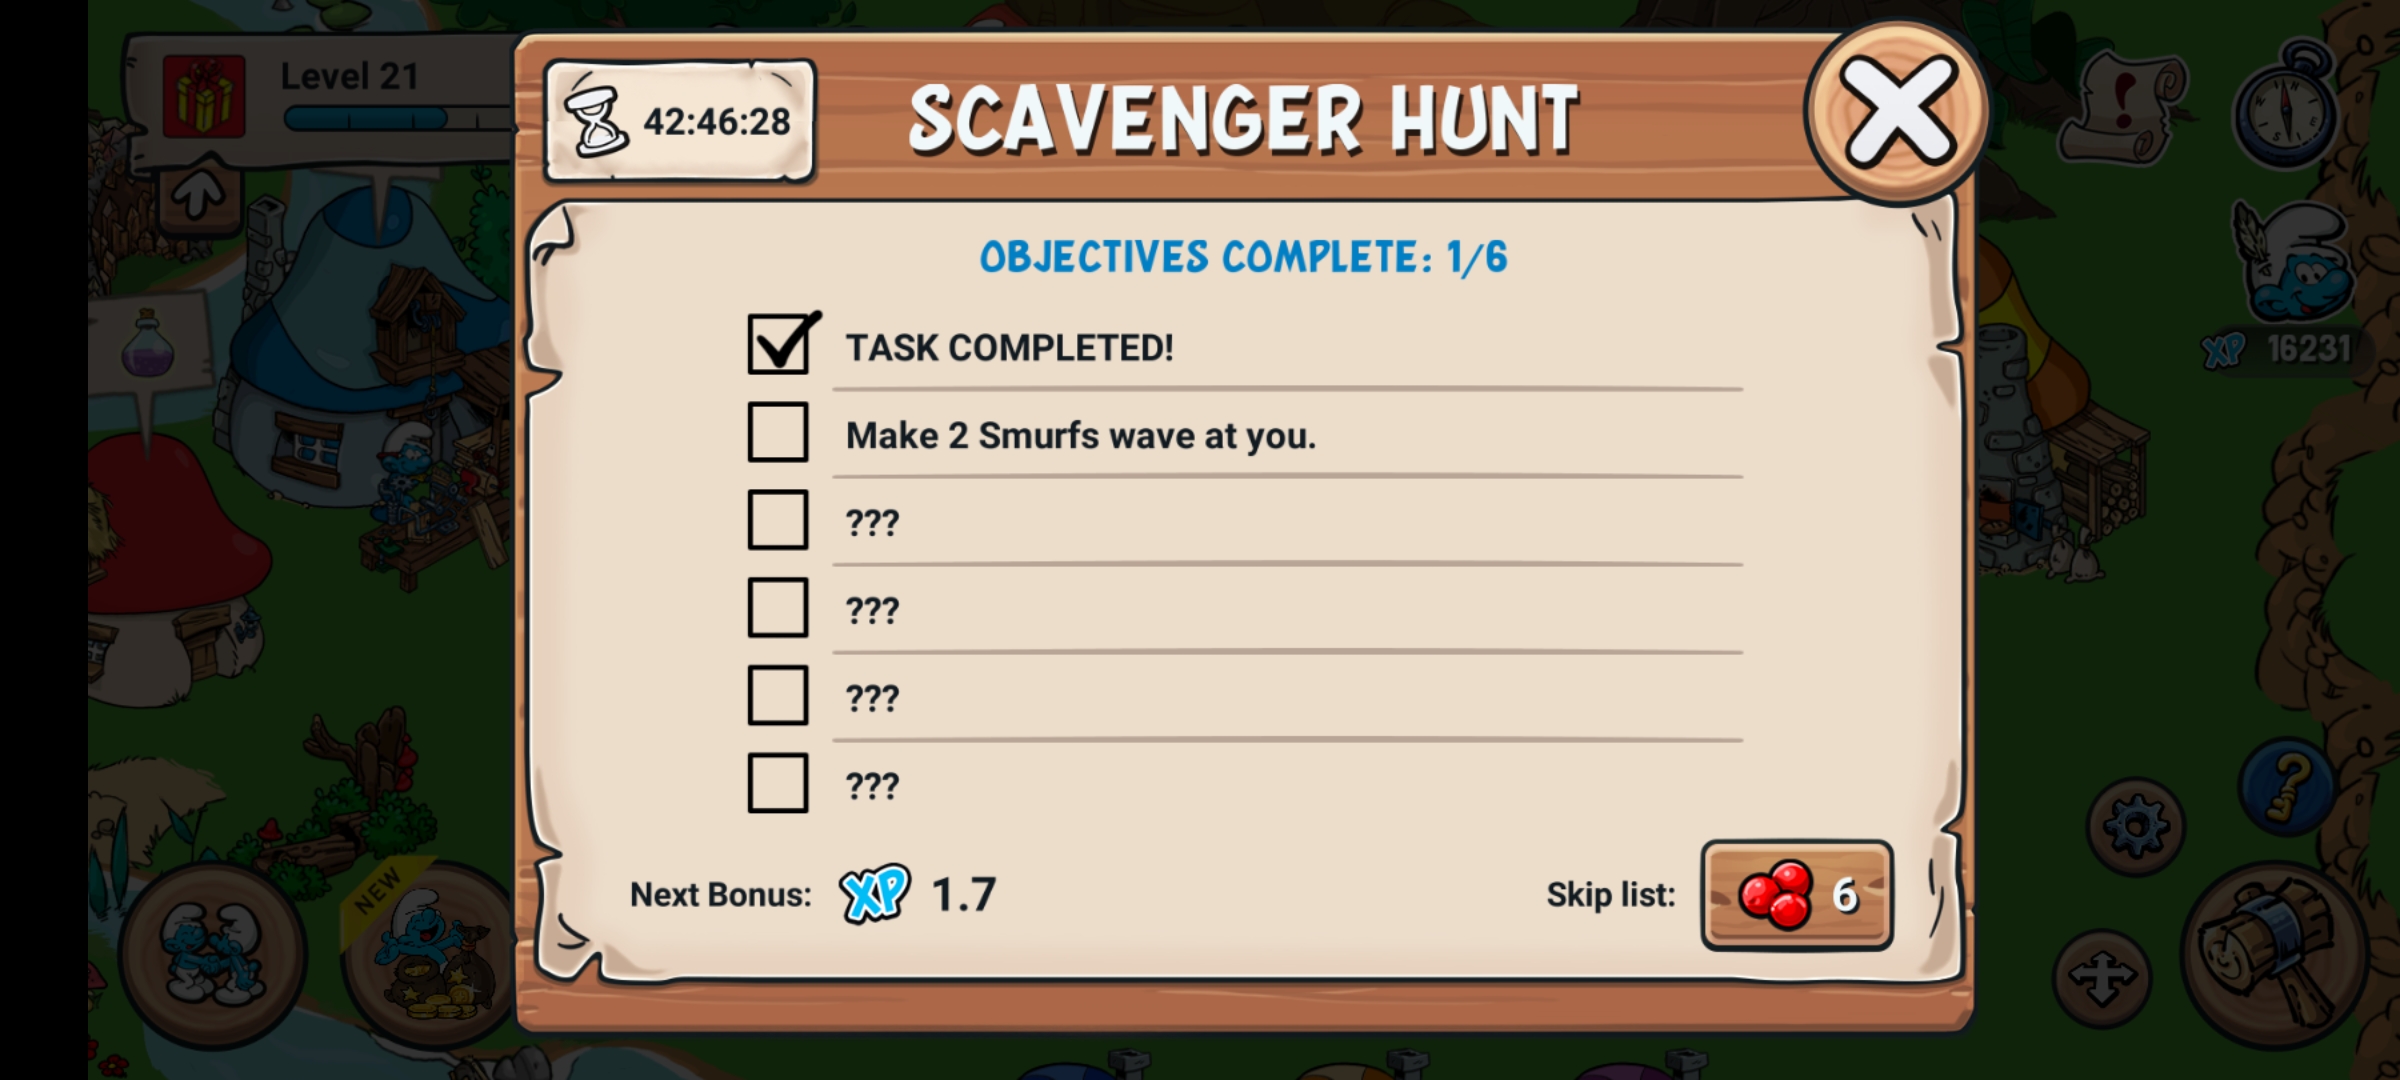 Level 21
42:46:28
SCAVENGER HUNT
OBJECTIVES COMPLETE: 1/6
TASK COMPLETED!
Make 2 Smurfs wave at you.
???
???
???
???
XP 16231
Next Bonus: XP 1.7
Skip list: 6
NEW